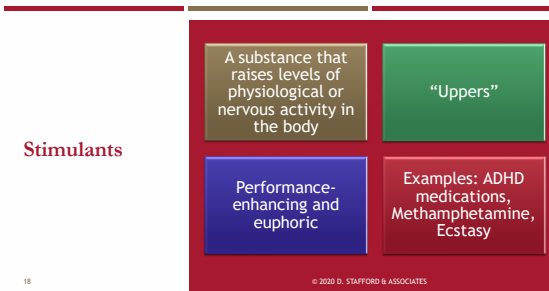 Stimulants
A substance that
raises levels of
physiological or
nervous activity in
the body
“Uppers”
Performance-
enhancing and
euphoric
Examples: ADHD
medications,
Methamphetamine,
Ecstasy
18
© 2020 D. STAFFORD & ASSOCIATES